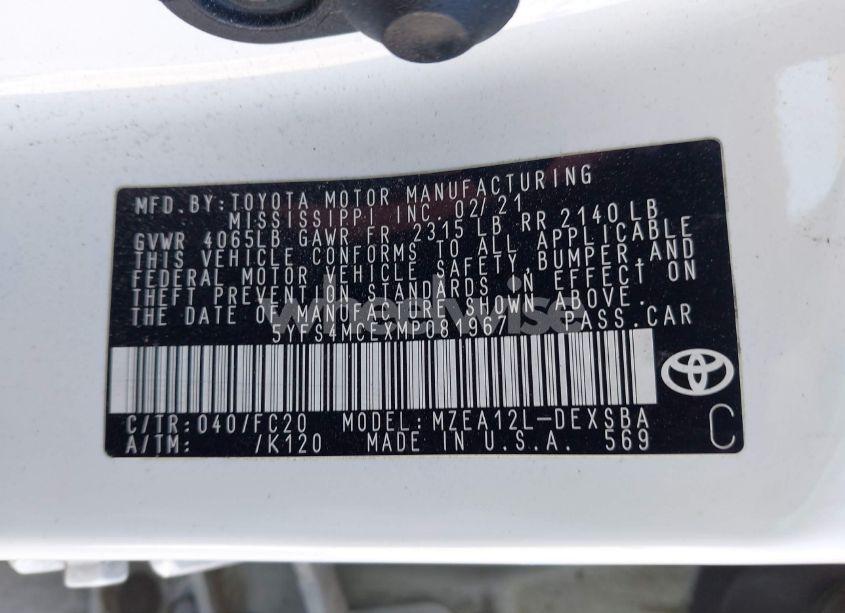 MFD. BY: TOYOTA MOTOR MANUFACTURING
MISSISSIPPI INC. 02/21
GVWR 4065LB GAWR FR 2315 LB RR 2140 LB
THIS VEHICLE CONFORMS TO ALL APPLICABLE
FEDERAL MOTOR VEHICLE SAFETY, BUMPER, AND
THEFT PREVENTION STANDARDS IN EFFECT ON
THE DATE OF MANUFACTURE SHOWN ABOVE.
5YFS4MCEXMP081967 PASS. CAR
wheelwise
C/TR: 040/FC20 MODEL: MZEA12L-DEXSBA
A/TM: /K120 MADE IN U.S.A. 569
C